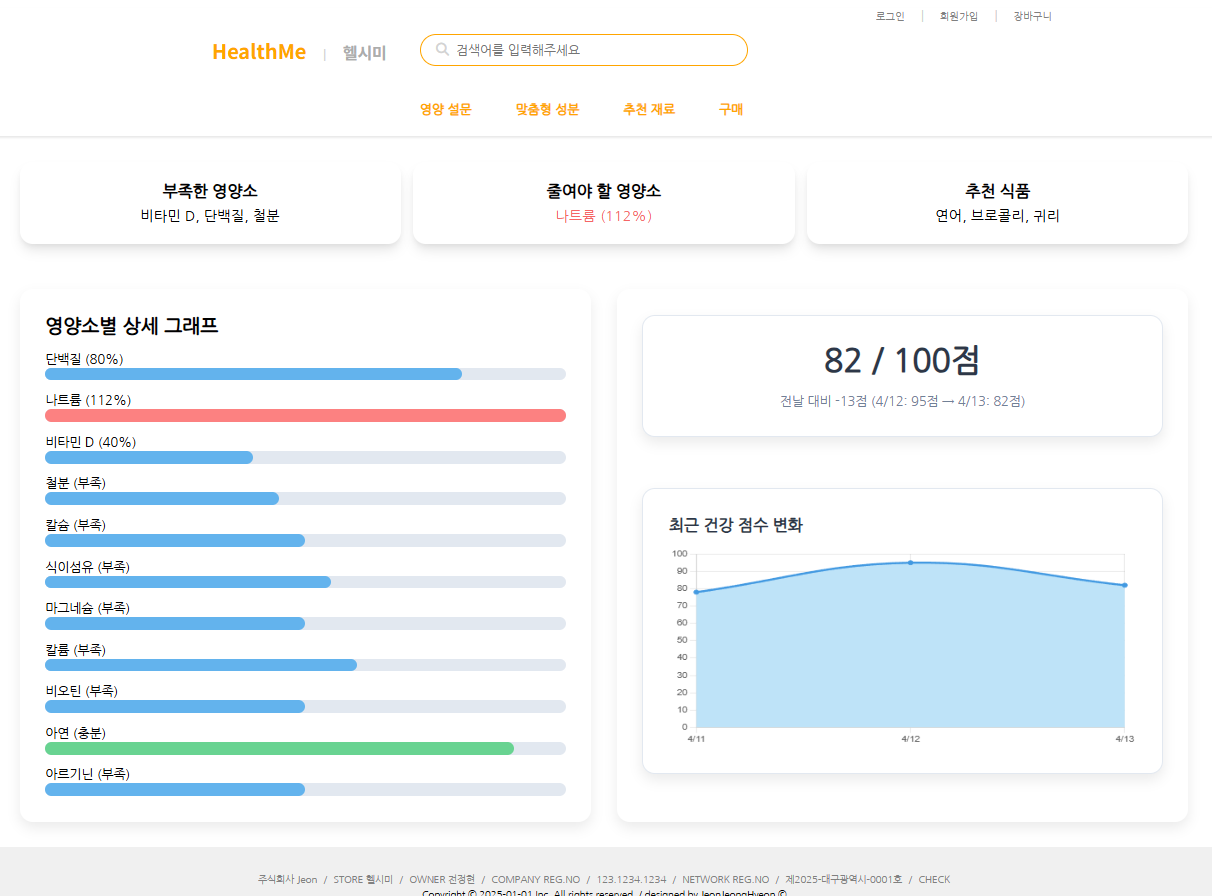 로그인 | 회원가입 | 장바구니
HealthMe | 헬시미
검색어를 입력해주세요
영양 설문 맞춤형 성분 추천 재료 구매
부족한 영양소
비타민 D, 단백질, 철분
줄여야 할 영양소
나트륨 (112%)
추천 식품
연어, 브로콜리, 귀리
영양소별 상세 그래프
단백질 (80%)
나트륨 (112%)
비타민 D (40%)
철분 (부족)
칼슘 (부족)
식이섬유 (부족)
마그네슘 (부족)
칼륨 (부족)
비오틴 (부족)
아연 (충분)
아르기닌 (부족)
82 / 100점
전날 대비 -13점 (4/12: 95점 → 4/13: 82점)
최근 건강 점수 변화
100
90
80
70
60
50
40
30
20
10
0
4/11 4/12 4/13
주식회사 Jeon / STORE 헬시미 / OWNER 전정현 / COMPANY REG.NO / 123.1234.1234 / NETWORK REG.NO / 제2025-대구광역시-0001호 / CHECK
Copyright © 2025-01-01 Inc. All rights reserved. / designed by JeonJeongHyeon ©